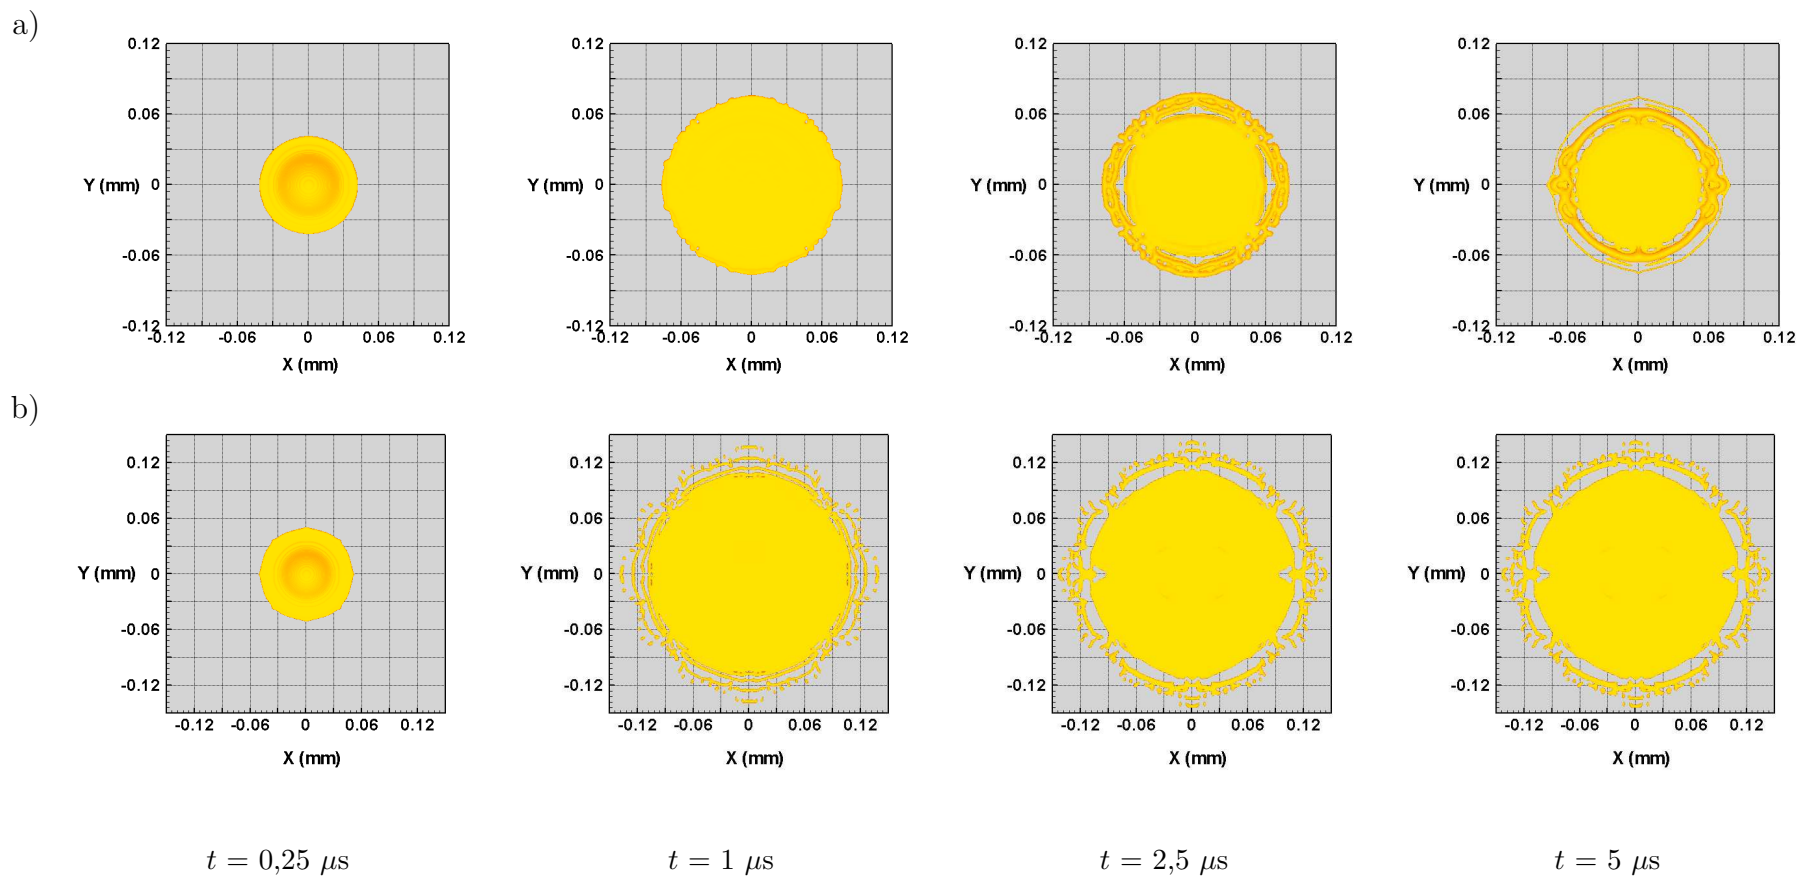 a)
0.12 0.12 0.12 0.12
0.06 0.06 0.06 0.06
Y (mm) 0 Y (mm) 0 Y (mm) 0 Y (mm) 0
-0.06 -0.06 -0.06 -0.06
-0.12 -0.12 -0.12 -0.12
-0.12 -0.06 0 0.06 0.12 -0.12 -0.06 0 0.06 0.12 -0.12 -0.06 0 0.06 0.12 -0.12 -0.06 0 0.06 0.12
X (mm) X (mm) X (mm) X (mm)
b)
0.12 0.12 0.12 0.12
0.06 0.06 0.06 0.06
Y (mm) 0 Y (mm) 0 Y (mm) 0 Y (mm) 0
-0.06 -0.06 -0.06 -0.06
-0.12 -0.12 -0.12 -0.12
-0.12 -0.06 0 0.06 0.12 -0.12 -0.06 0 0.06 0.12 -0.12 -0.06 0 0.06 0.12 -0.12 -0.06 0 0.06 0.12
X (mm) X (mm) X (mm) X (mm)
t = 0,25 μs t = 1 μs t = 2,5 μs t = 5 μs